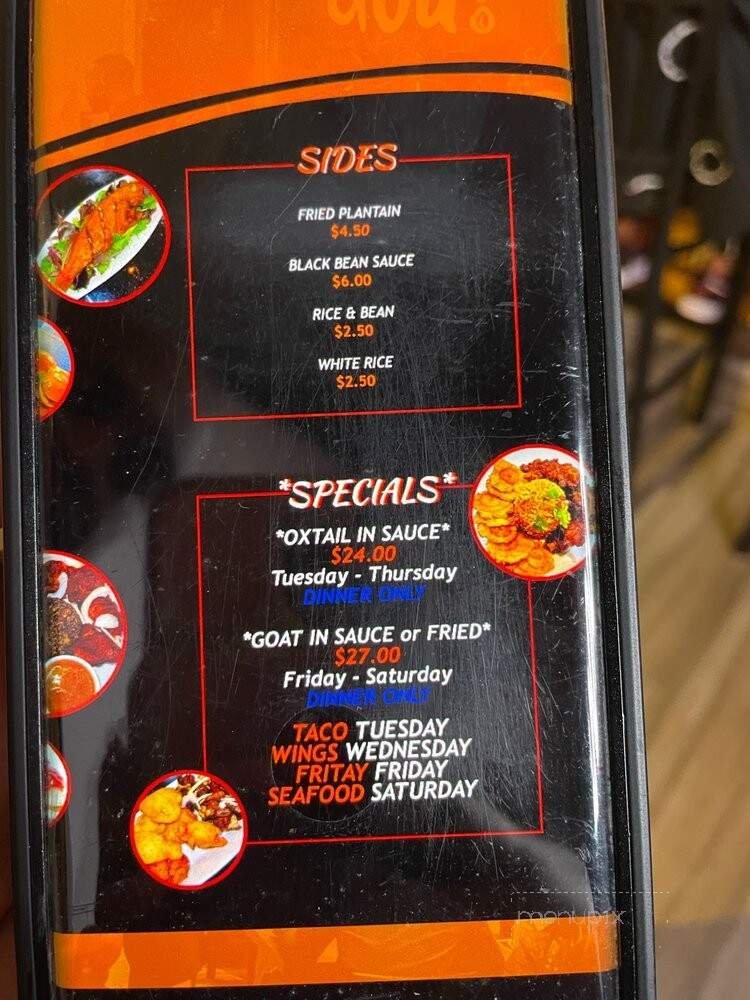 SIDES
FRIED PLANTAIN
$4.50
BLACK BEAN SAUCE
$6.00
RICE & BEAN
$2.50
WHITE RICE
$2.50
*SPECIALS*
*OXTAIL IN SAUCE*
$24.00
Tuesday - Thursday
DINNER ONLY
*GOAT IN SAUCE or FRIED*
$27.00
Friday - Saturday
DINNER ONLY
TACO TUESDAY
WINGS WEDNESDAY
FRITAY FRIDAY
SEAFOOD SATURDAY
menupix